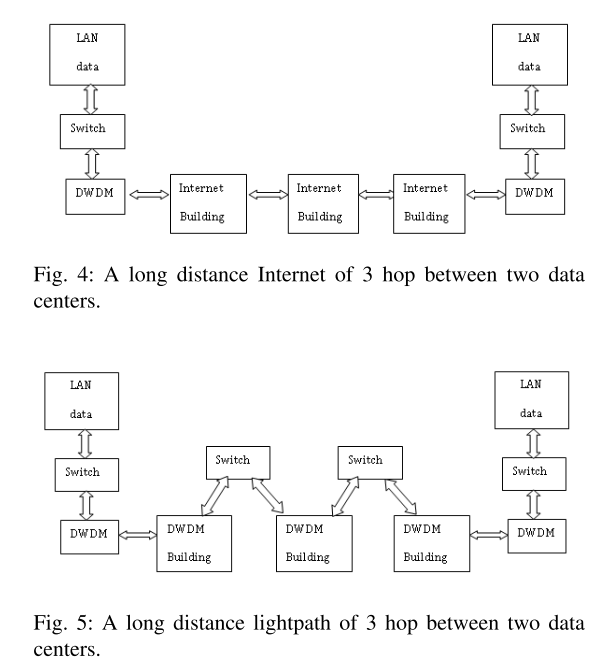 LAN
data
LAN
data
Switch
Switch
DWDM
Internet
Building
Internet
Building
Internet
Building
DWDM
Fig. 4: A long distance Internet of 3 hop between two data
centers.
LAN
data
LAN
data
Switch
Switch
Switch
Switch
DWDM
DWDM
Building
DWDM
Building
DWDM
Building
DWDM
Fig. 5: A long distance lightpath of 3 hop between two data
centers.